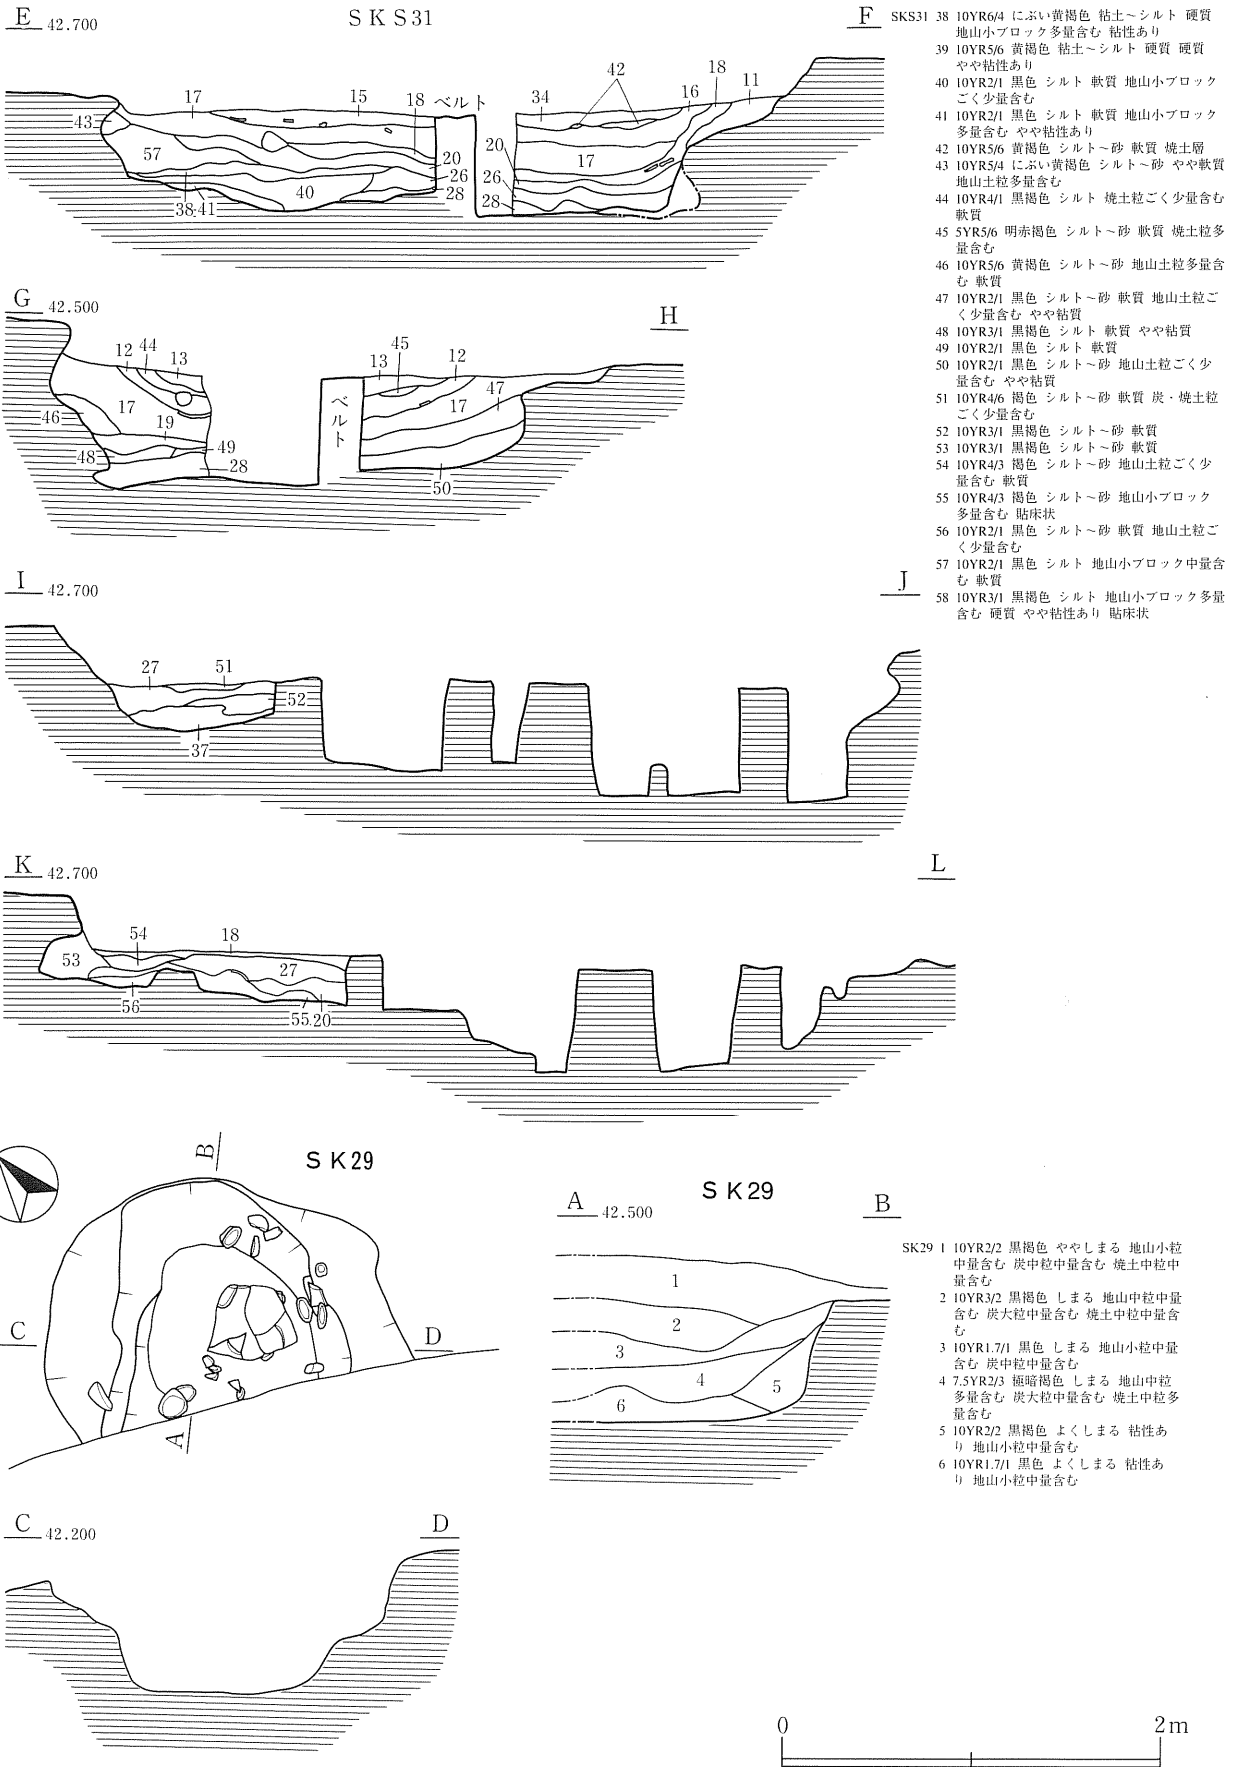 SKS31
E 42.700
F
17
15
18
ベルト
34
42
16
18
11
43
57
20
26
28
40
38
41
20
26
28
17
G 42.500
H
12
44
13
17
46
19
48
49
28
ベルト
13
45
12
47
17
50
I 42.700
J
27
51
52
37
K 42.700
L
54
18
53
27
56
55
20
SKS31 38 10YR6/4 にぶい黄褐色 粘土~シルト 硬質
地山小ブロック多量含む 粘性あり
39 10YR5/6 黄褐色 粘土~シルト 硬質 硬質
やや粘性あり
40 10YR2/1 黒色 シルト 軟質 地山小ブロック
ごく少量含む
41 10YR2/1 黒色 シルト 軟質 地山小ブロック
多量含む やや粘性あり
42 10YR5/6 黄褐色 シルト~砂 軟質 焼土層
43 10YR5/4 にぶい黄褐色 シルト~砂 やや軟質
地山土粒多量含む
44 10YR4/1 黒褐色 シルト 焼土粒ごく少量含む
軟質
45 5YR5/6 明赤褐色 シルト~砂 軟質 焼土粒多
量含む
46 10YR5/6 黄褐色 シルト~砂 地山土粒多量含
む 軟質
47 10YR2/1 黒色 シルト~砂 軟質 地山土粒ご
く少量含む やや粘質
48 10YR3/1 黒褐色 シルト 軟質 やや粘質
49 10YR2/1 黒色 シルト 軟質
50 10YR2/1 黒色 シルト~砂 地山土粒ごく少
量含む やや粘質
51 10YR4/6 褐色 シルト~砂 軟質 炭・焼土粒
ごく少量含む
52 10YR3/1 黒褐色 シルト~砂 軟質
53 10YR3/1 黒褐色 シルト~砂 軟質
54 10YR4/3 褐色 シルト~砂 地山土粒ごく少
量含む 軟質
55 10YR4/3 褐色 シルト~砂 地山小ブロック
多量含む 貼床状
56 10YR2/1 黒色 シルト~砂 軟質 地山土粒ご
く少量含む
57 10YR2/1 黒色 シルト 地山小ブロック中量含
む 軟質
58 10YR3/1 黒褐色 シルト 地山小ブロック多量
含む 硬質 やや粘性あり 貼床状
SK29
B
C
D
A
SK29
A 42.500
B
1
2
3
4
5
6
SK29 1 10YR2/2 黒褐色 ややしまる 地山小粒
中量含む 炭中粒中量含む 焼土中粒中
量含む
2 10YR3/2 黒褐色 しまる 地山中粒中量
含む 炭大粒中量含む 焼土中粒中量含
む
3 10YR1.7/1 黒色 しまる 地山小粒中量
含む 炭中粒中量含む
4 7.5YR2/3 極暗褐色 しまる 地山中粒
多量含む 炭大粒中量含む 焼土中粒多
量含む
5 10YR2/2 黒褐色 よくしまる 粘性あ
り 地山小粒中量含む
6 10YR1.7/1 黒色 よくしまる 粘性あ
り 地山小粒中量含む
C 42.200
D
0
2m